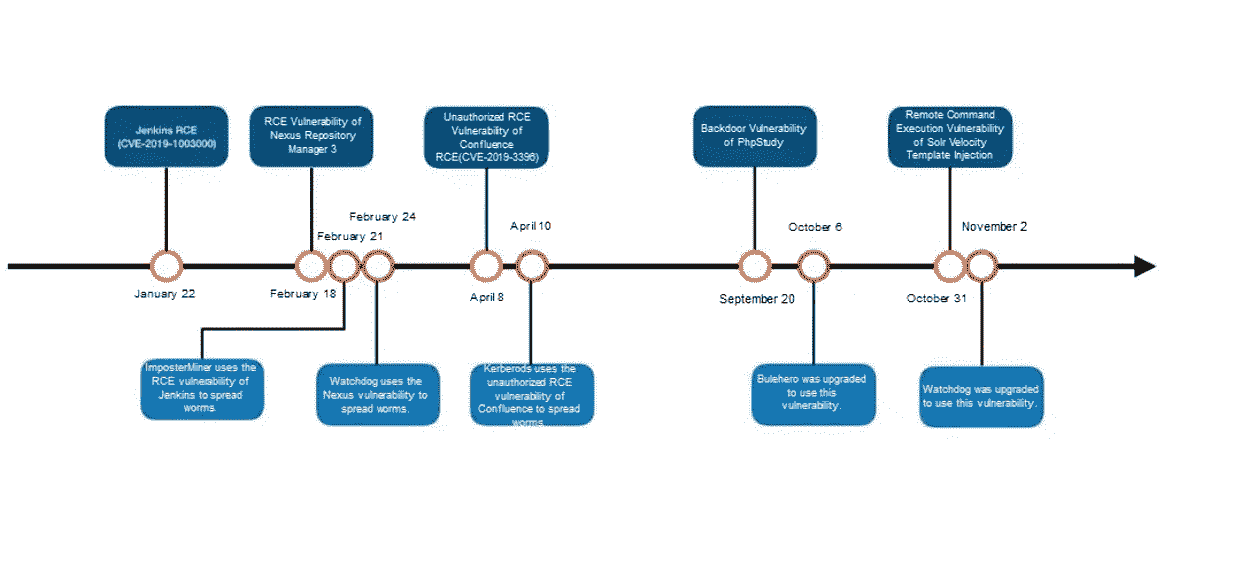 Jenkins RCE
(CVE-2019-1003000)
RCE Vulnerability of
Nexus Repository
Manager 3
Unauthorized RCE
Vulnerability of
Confluence
RCE(CVE-2019-3396)
Backdoor Vulnerability
of PhpStudy
Remote Command
Execution Vulnerability
of Solr Velocity
Template Injection
February 24
February 21
April 10
October 6
November 2
January 22
February 18
April 8
September 20
October 31
ImposterMiner uses the
RCE vulnerability of
Jenkins to spread
worms.
Watchdog uses the
Nexus vulnerability to
spread worms.
Kerberods uses the
unauthorized RCE
vulnerability of
Confluence to spread
worms.
Bulehero was upgraded
to use this
vulnerability.
Watchdog was upgraded
to use this vulnerability.